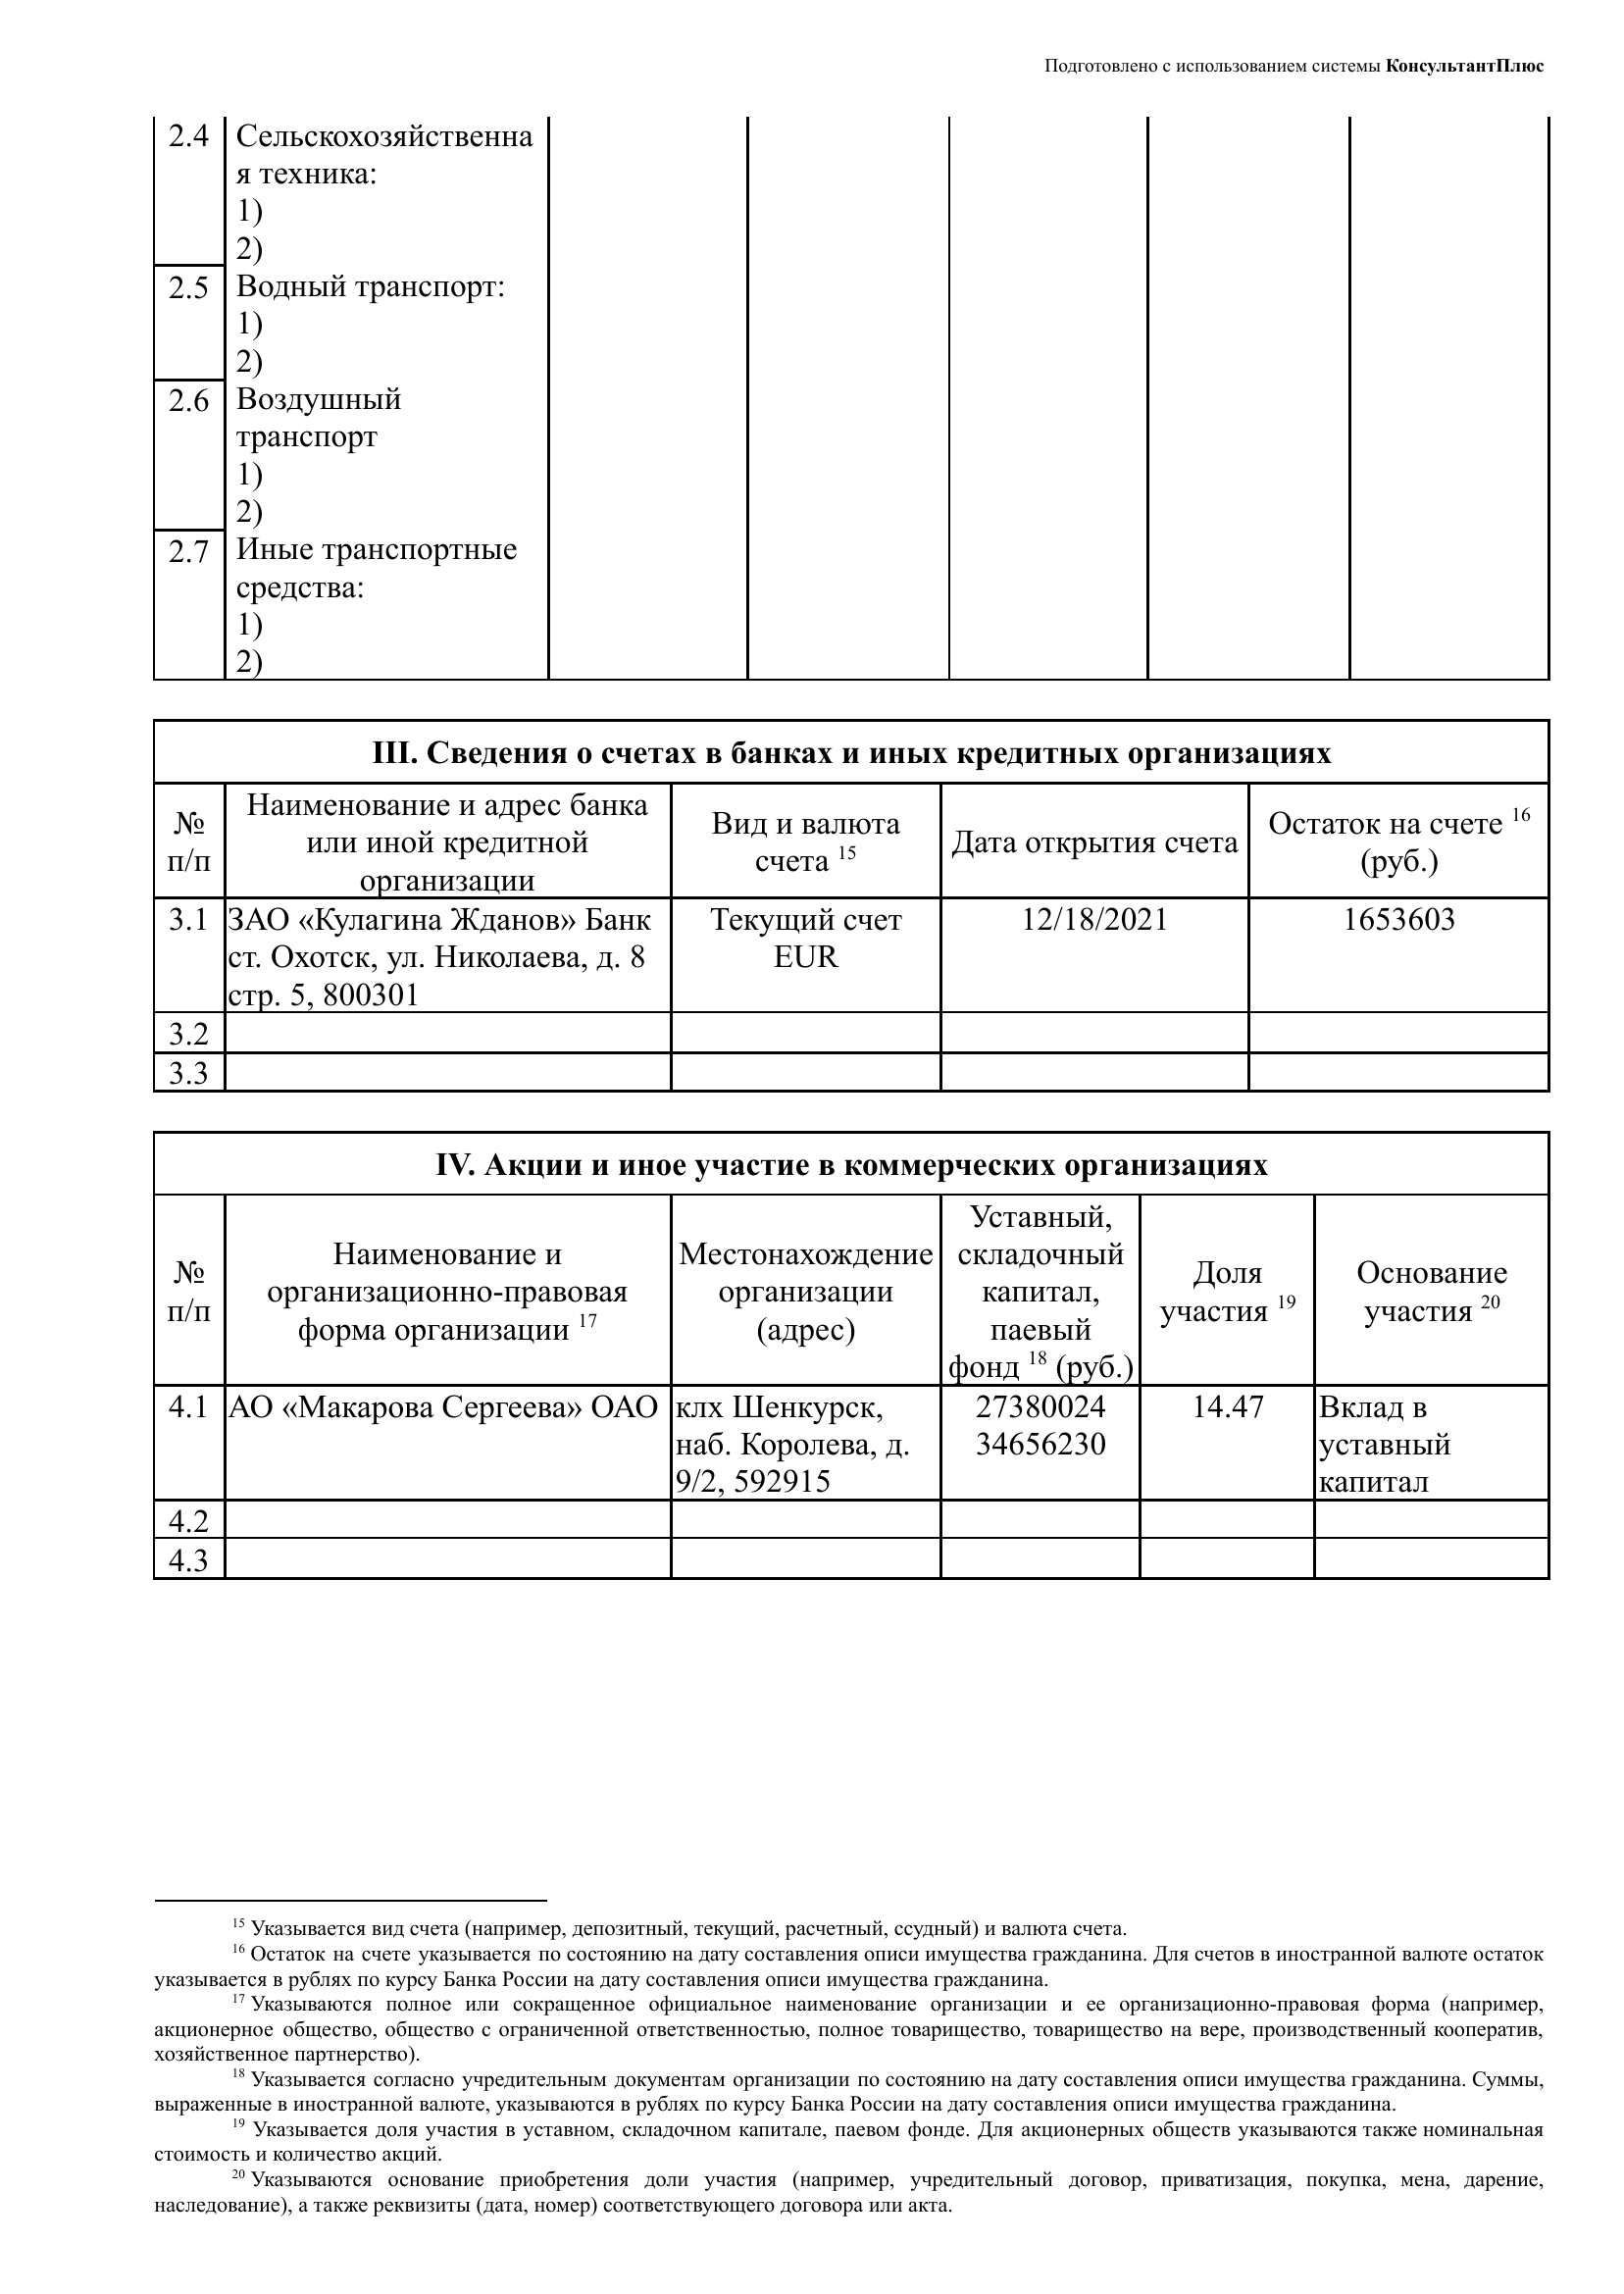 Подготовлено с использованием системы КонсультантПлюс
2.4 Сельскохозяйственна
я техника:
1)
2)
2.5 Водный транспорт:
1)
2)
2.6 Воздушный
транспорт
1)
2)
2.7 Иные транспортные
средства:
1)
2)
III. Сведения о счетах в банках и иных кредитных организациях
№
п/п
Наименование и адрес банка
или иной кредитной
организации
Вид и валюта
счета 15
Дата открытия счета
Остаток на счете 16
(руб.)
3.1
ЗАО «Кулагина Жданов» Банк
ст. Охотск, ул. Николаева, д. 8
стр. 5, 800301
Текущий счет
EUR
12/18/2021
1653603
3.2
3.3
IV. Акции и иное участие в коммерческих организациях
№
п/п
Наименование и
организационно-правовая
форма организации 17
Местонахождение
организации
(адрес)
Уставный,
складочный
капитал,
паевый
фонд 18 (руб.)
Доля
участия 19
Основание
участия 20
4.1
АО «Макарова Сергеева» ОАО
клх Шенкурск,
наб. Королева, д.
9/2, 592915
27380024
34656230
14.47
Вклад в
уставный
капитал
4.2
4.3
15 Указывается вид счета (например, депозитный, текущий, расчетный, ссудный) и валюта счета.
16 Остаток на счете указывается по состоянию на дату составления описи имущества гражданина. Для счетов в иностранной валюте остаток
указывается в рублях по курсу Банка России на дату составления описи имущества гражданина.
17 Указываются полное или сокращенное официальное наименование организации и ее организационно-правовая форма (например,
акционерное общество, общество с ограниченной ответственностью, полное товарищество, товарищество на вере, производственный кооператив,
хозяйственное партнерство).
18 Указывается согласно учредительным документам организации по состоянию на дату составления описи имущества гражданина. Суммы,
выраженные в иностранной валюте, указываются в рублях по курсу Банка России на дату составления описи имущества гражданина.
19 Указывается доля участия в уставном, складочном капитале, паевом фонде. Для акционерных обществ указываются также номинальная
стоимость и количество акций.
20 Указываются основание приобретения доли участия (например, учредительный договор, приватизация, покупка, мена, дарение,
наследование), а также реквизиты (дата, номер) соответствующего договора или акта.